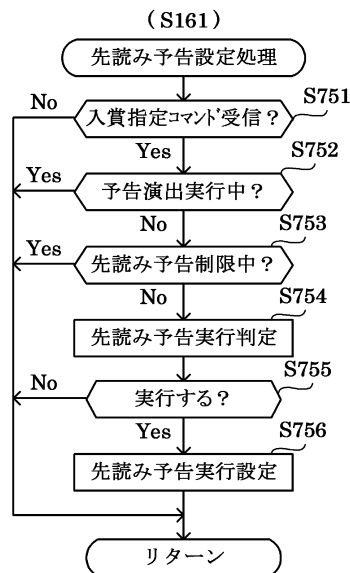 (S161)
先読み予告設定処理
No
S751
入賞指定コマンド受信？
Yes
S752
Yes
予告演出実行中？
No
S753
Yes
先読み予告制限中？
No
S754
先読み予告実行判定
S755
No
実行する？
Yes
S756
先読み予告実行設定
リターン